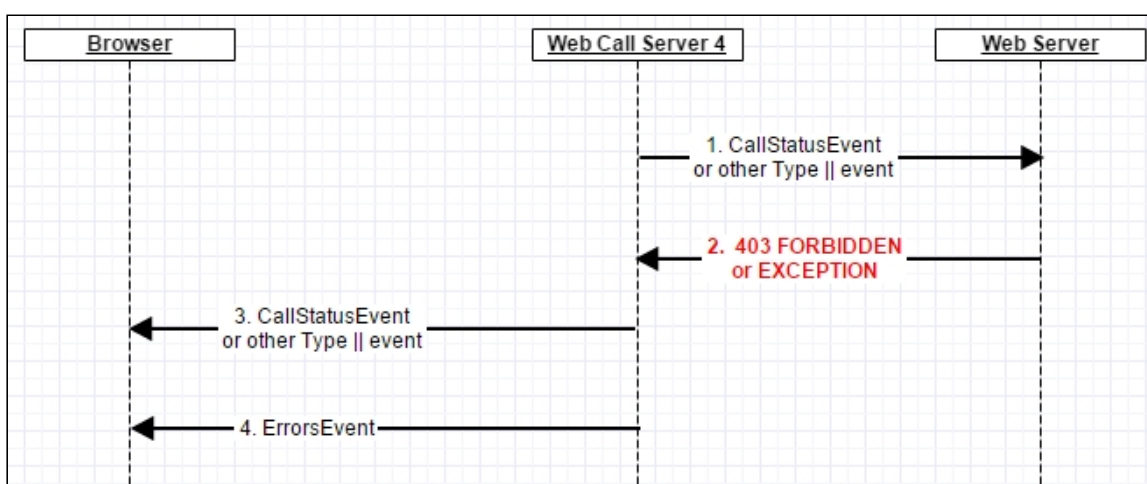 Browser
Web Call Server 4
Web Server
1. CallStatusEvent
or other Type || event
2. 403 FORBIDDEN
or EXCEPTION
3. CallStatusEvent
or other Type || event
4. ErrorsEvent